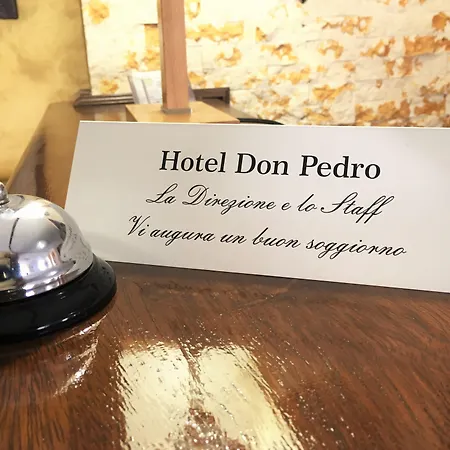 Hotel Don Pedro
La Direzione e lo Staff
Vi augura un buon soggiorno